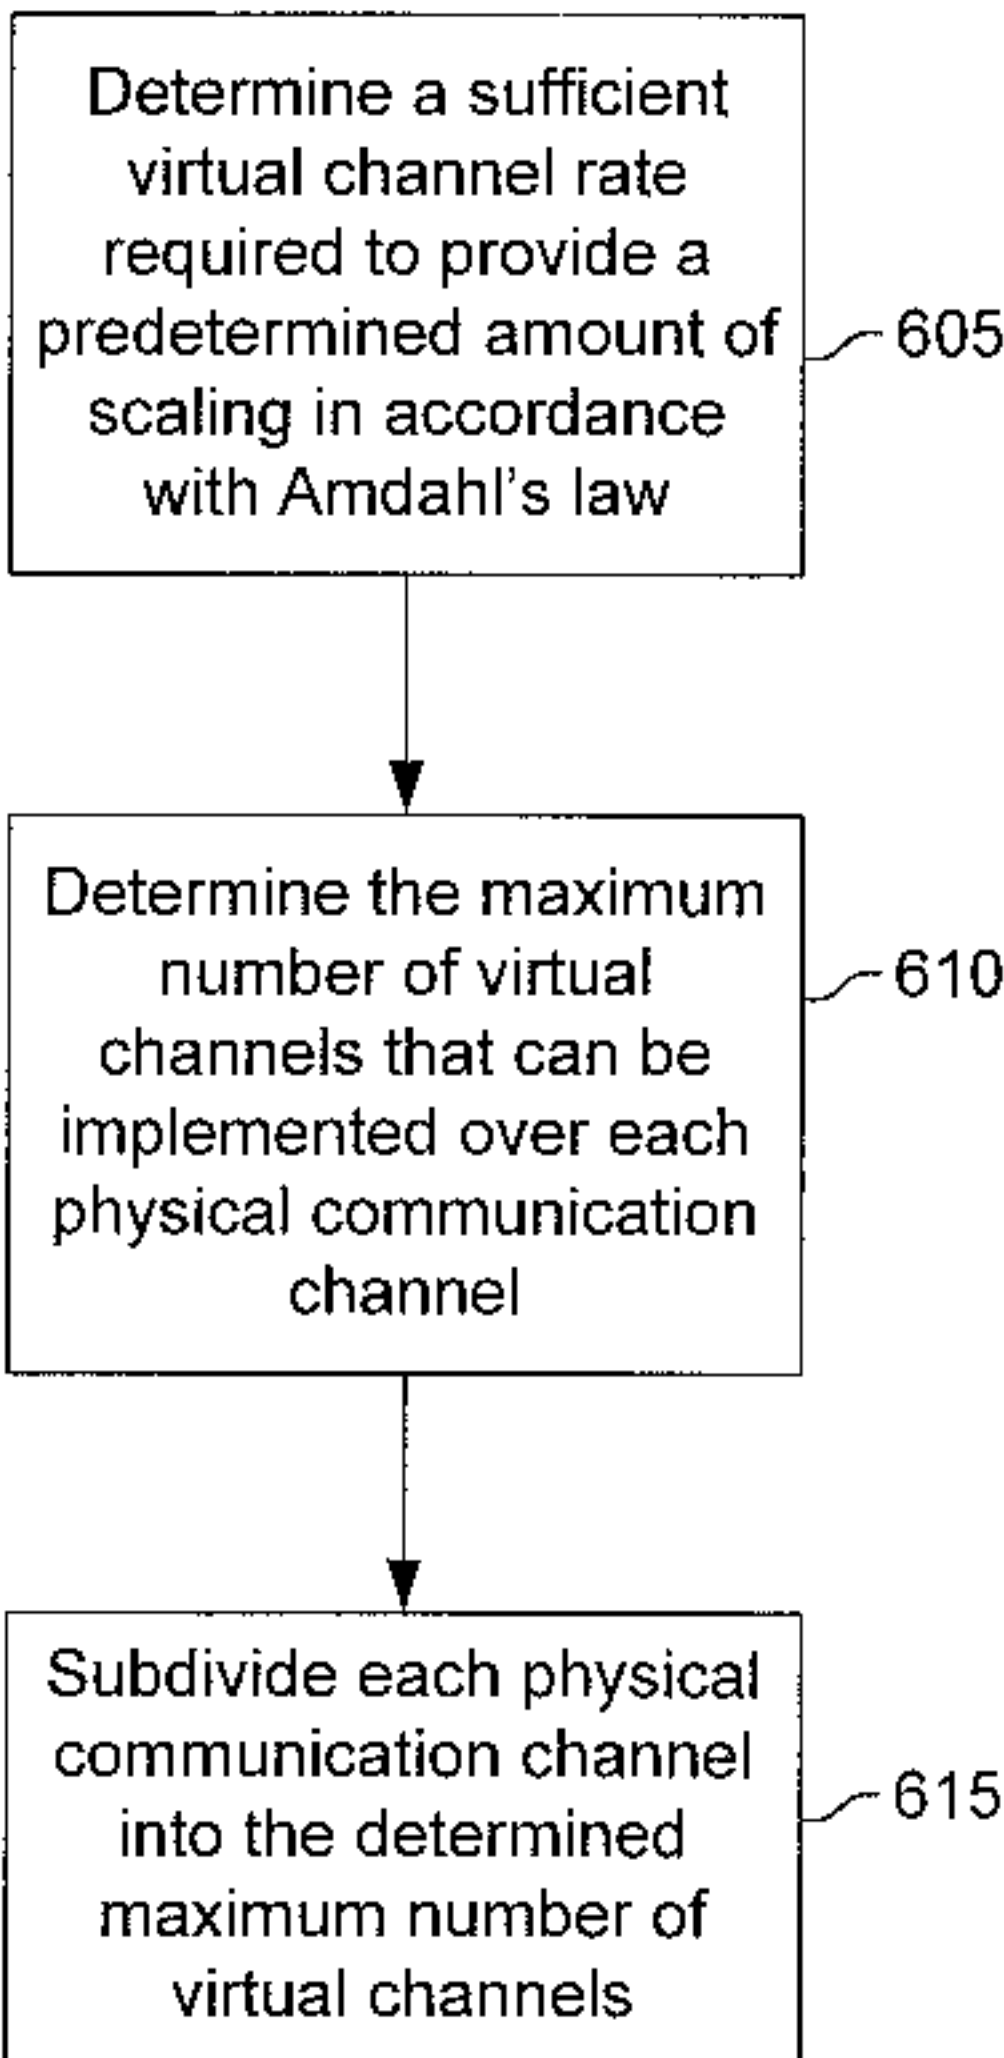 Determine a sufficient
virtual channel rate
required to provide a
predetermined amount of
scaling in accordance
with Amdahl's law
605
Determine the maximum
number of virtual
channels that can be
implemented over each
physical communication
channel
610
Subdivide each physical
communication channel
into the determined
maximum number of
virtual channels
615